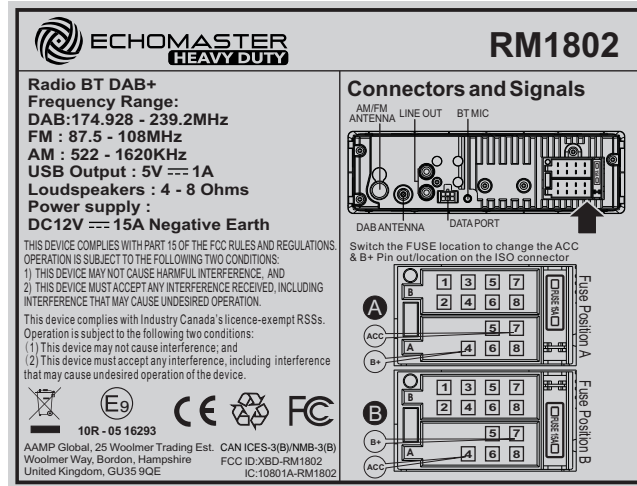 ECHOMASTER
HEAVY DUTY
RM1802
Radio BT DAB+
Frequency Range:
DAB:174.928 - 239.2MHz
FM : 87.5 - 108MHz
AM : 522 - 1620KHz
USB Output : 5V ⎓ 1A
Loudspeakers : 4 - 8 Ohms
Power supply :
DC12V ⎓ 15A Negative Earth
THIS DEVICE COMPLIES WITH PART 15 OF THE FCC RULES AND REGULATIONS.
OPERATION IS SUBJECT TO THE FOLLOWING TWO CONDITIONS:
1) THIS DEVICE MAY NOT CAUSE HARMFUL INTERFERENCE, AND
2) THIS DEVICE MUST ACCEPT ANY INTERFERENCE RECEIVED, INCLUDING
INTERFERENCE THAT MAY CAUSE UNDESIRED OPERATION.
This device complies with Industry Canada's licence-exempt RSSs.
Operation is subject to the following two conditions:
(1) This device may not cause interference; and
(2) This device must accept any interference, including interference
that may cause undesired operation of the device.
E9
10R - 05 16293
CE
FC
AAMP Global, 25 Woolmer Trading Est.
Woolmer Way, Bordon, Hampshire
United Kingdom, GU35 9QE
CAN ICES-3(B)/NMB-3(B)
FCC ID:XBD-RM1802
IC:10801A-RM1802
Connectors and Signals
AM/FM
ANTENNA
LINE OUT
BT MIC
DAB ANTENNA
DATA PORT
Switch the FUSE location to change the ACC
& B+ Pin out/location on the ISO connector
A
B
1 3 5 7
2 4 6 8
5 7
ACC
A
4 6 8
B+
FUSE 15A
Fuse Position A
B
B
1 3 5 7
2 4 6 8
5 7
B+
A
4 6 8
ACC
FUSE 15A
Fuse Position B